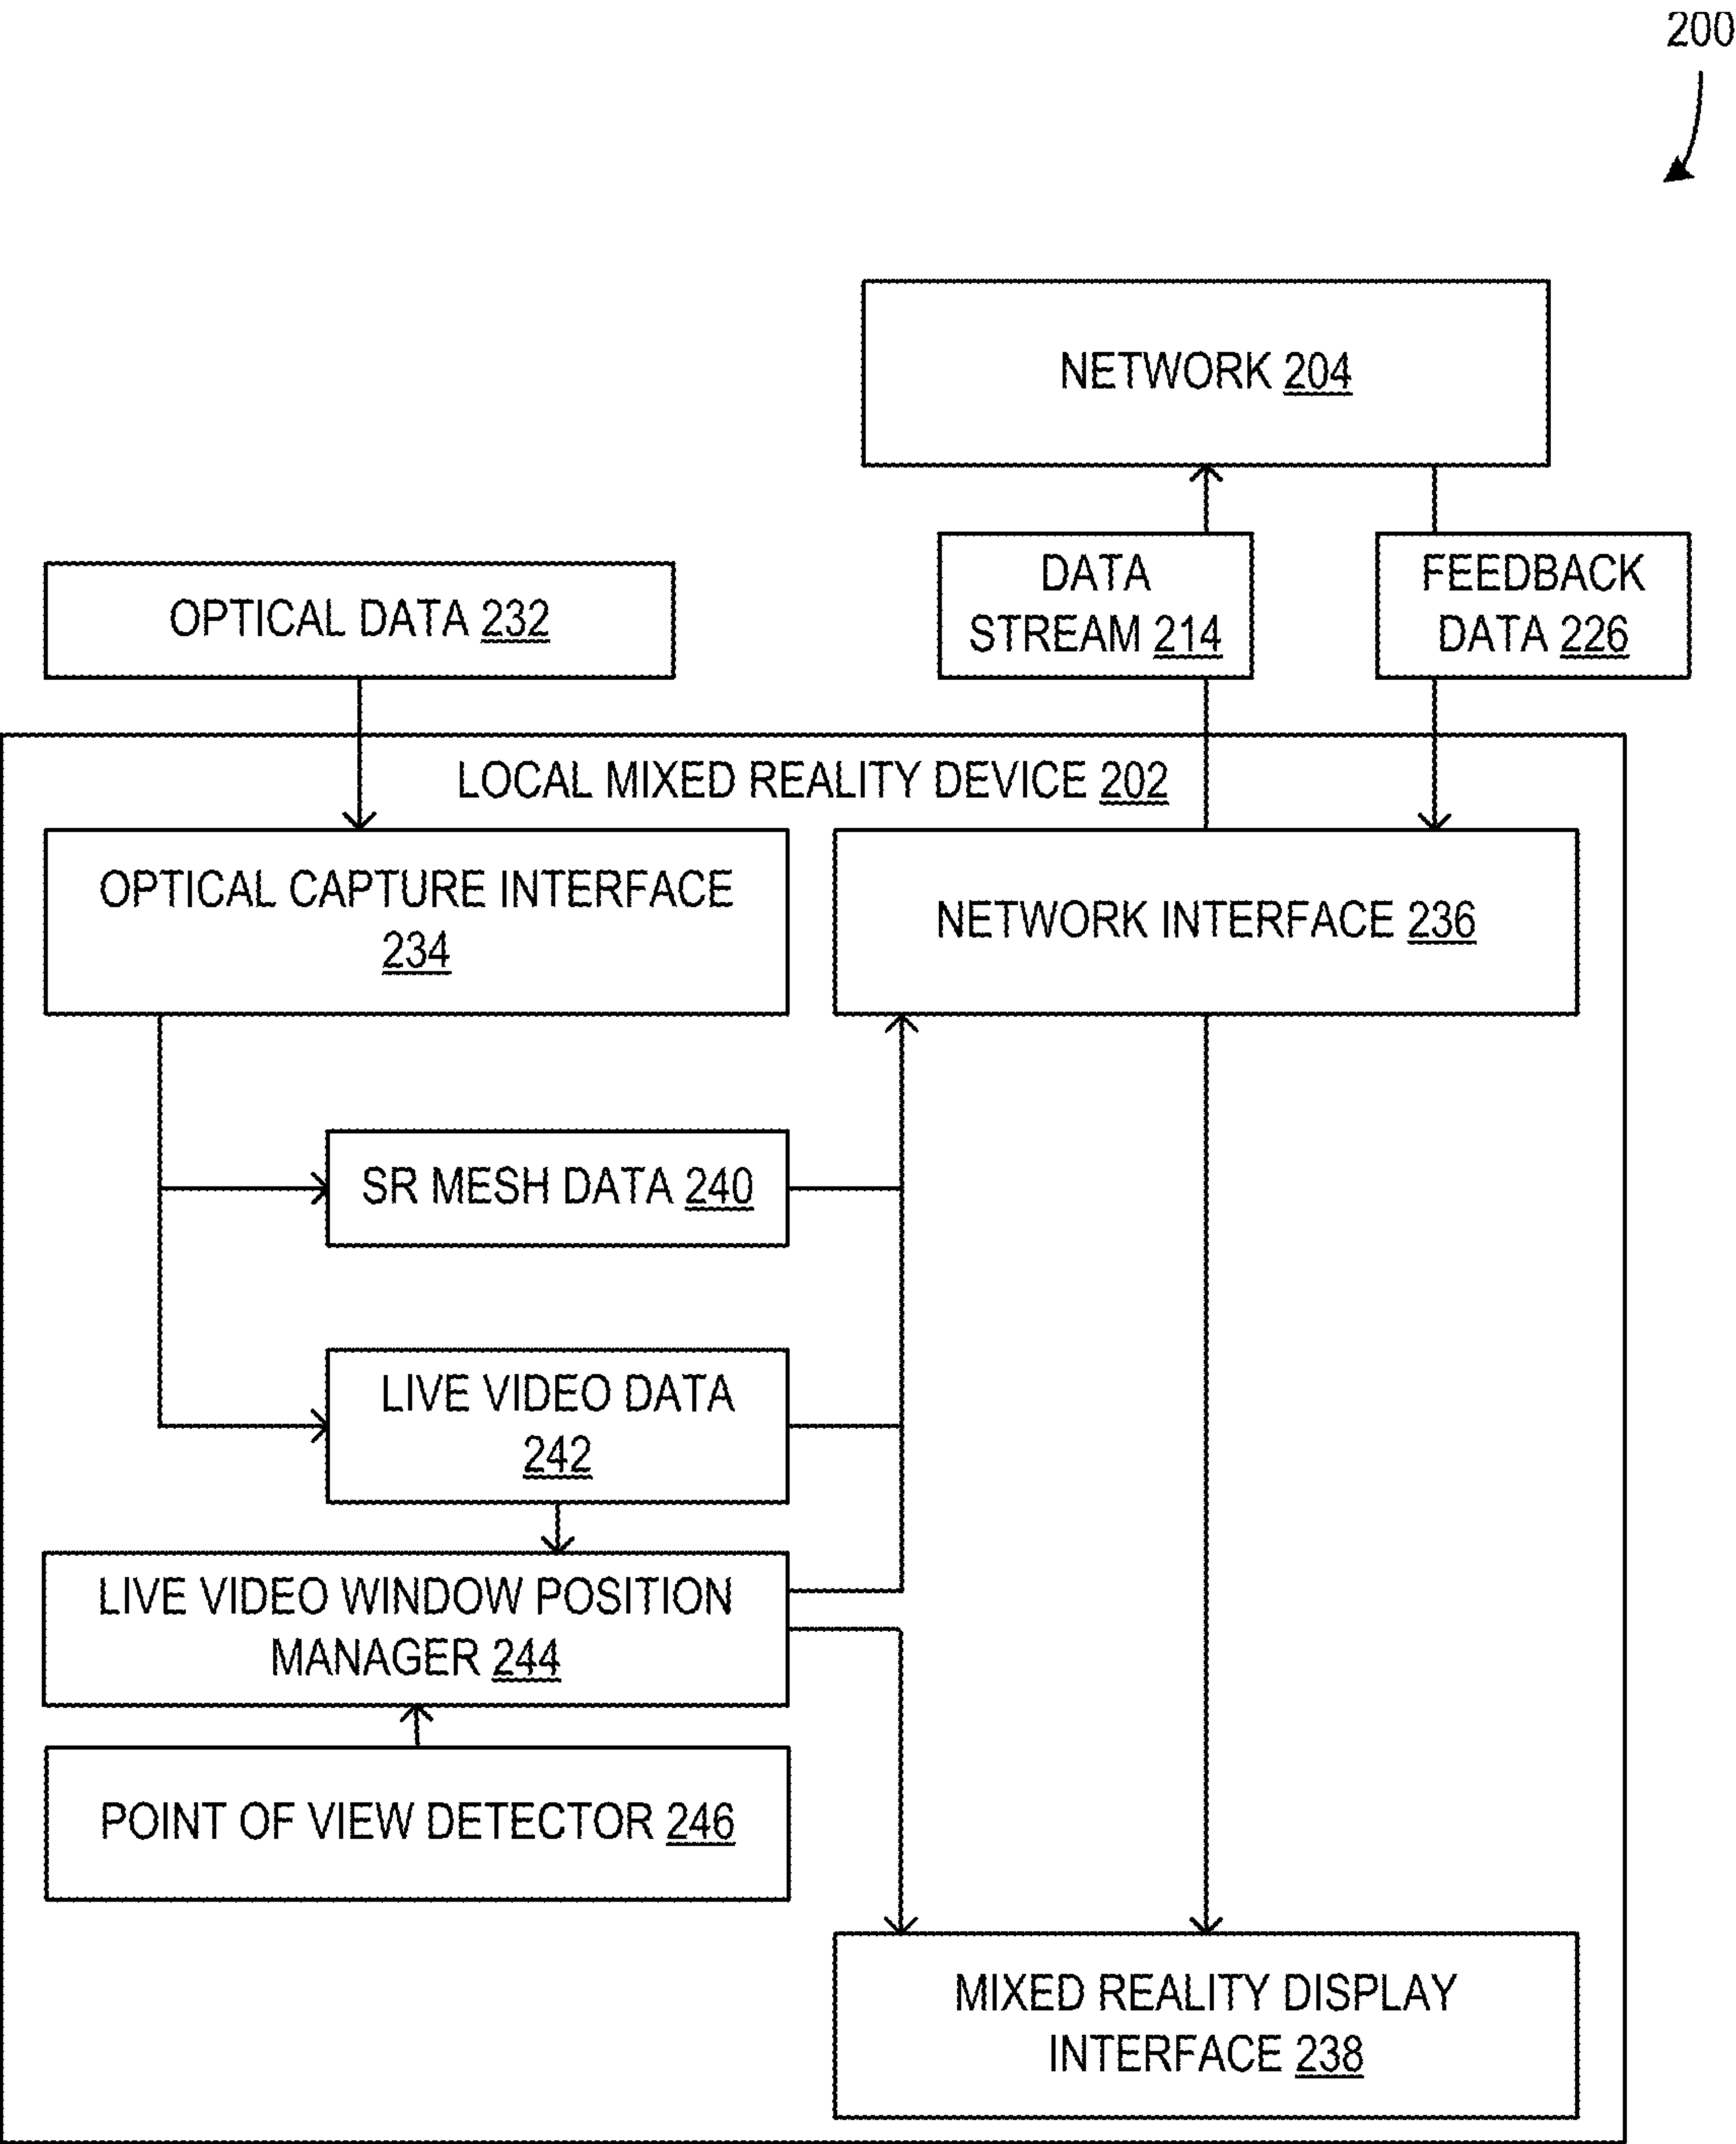 200
NETWORK 204
DATA
STREAM 214
FEEDBACK
DATA 226
OPTICAL DATA 232
LOCAL MIXED REALITY DEVICE 202
OPTICAL CAPTURE INTERFACE
234
NETWORK INTERFACE 236
SR MESH DATA 240
LIVE VIDEO DATA
242
LIVE VIDEO WINDOW POSITION
MANAGER 244
POINT OF VIEW DETECTOR 246
MIXED REALITY DISPLAY
INTERFACE 238